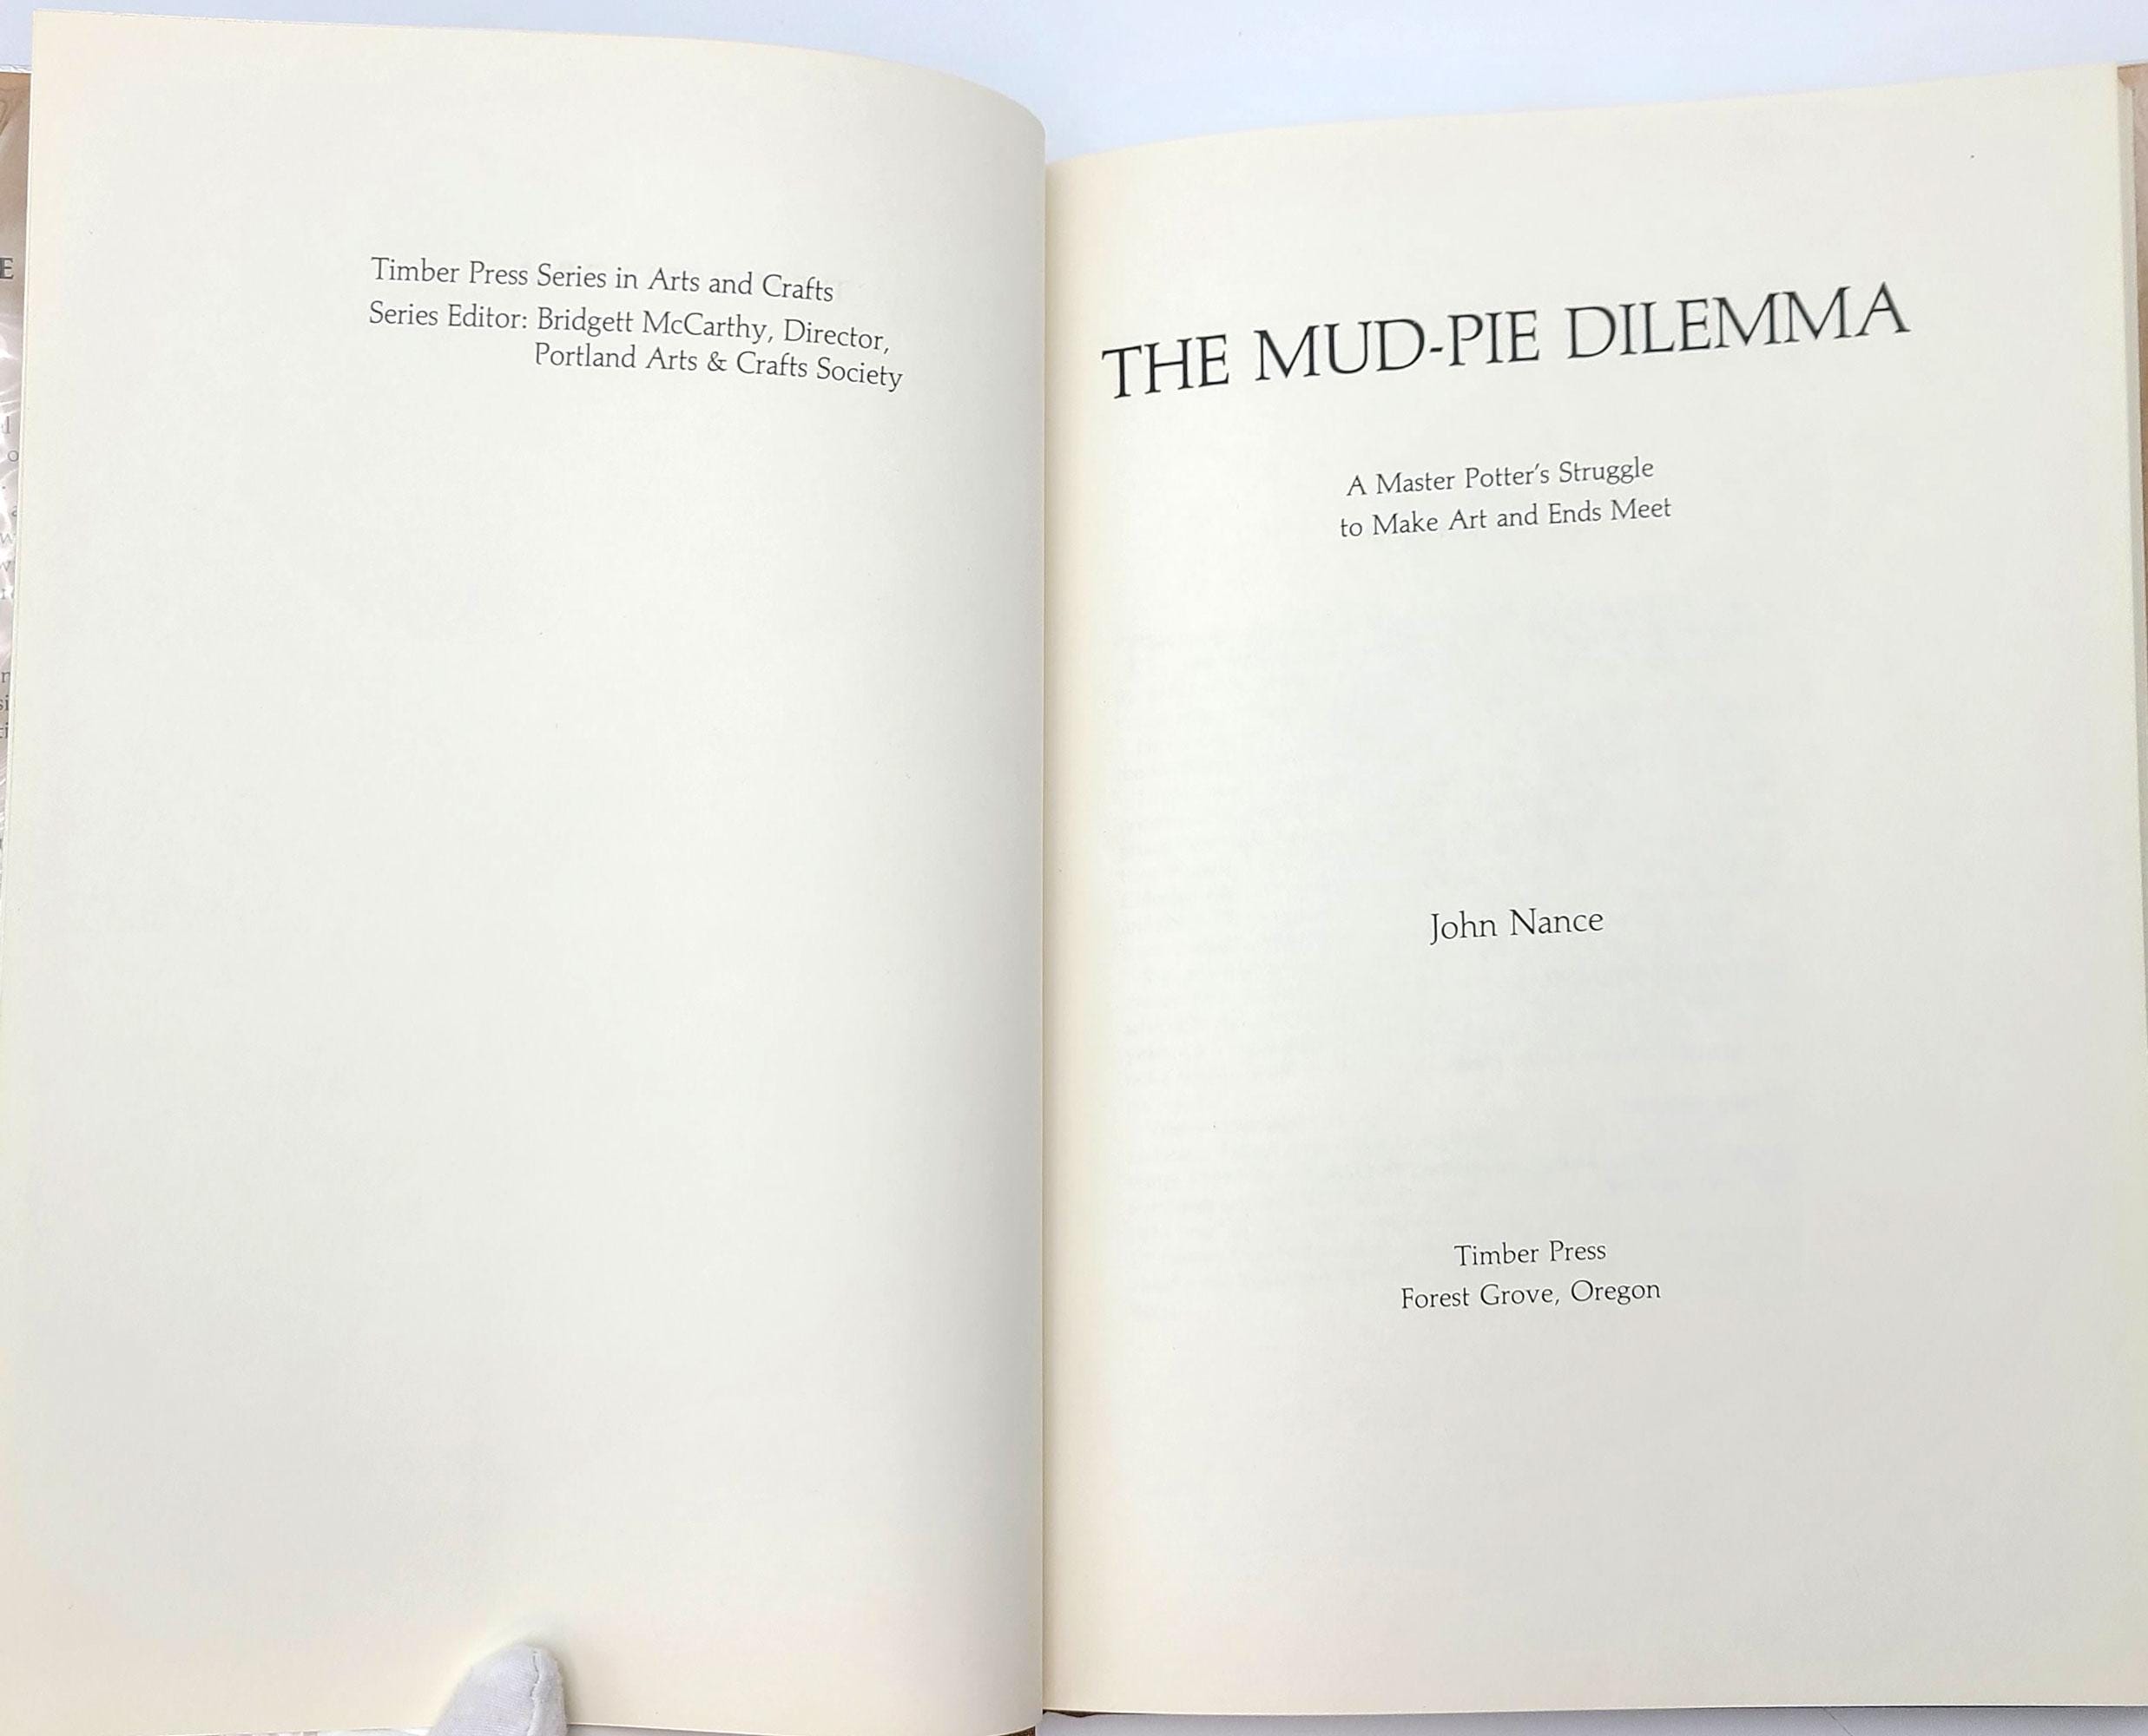 Timber Press Series in Arts and Crafts
Series Editor: Bridgett McCarthy, Director,
Portland Arts & Crafts Society
THE MUD-PIE DILEMMA
A Master Potter's Struggle
to Make Art and Ends Meet
John Nance
Timber Press
Forest Grove, Oregon